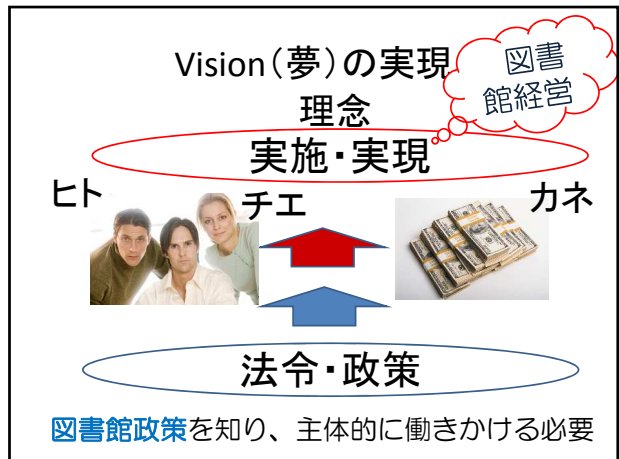 Vision（夢）の実現
図書
館経営
理念
実施・実現
ヒト
チエ
カネ
法令・政策
図書館政策を知り、主体的に働きかける必要